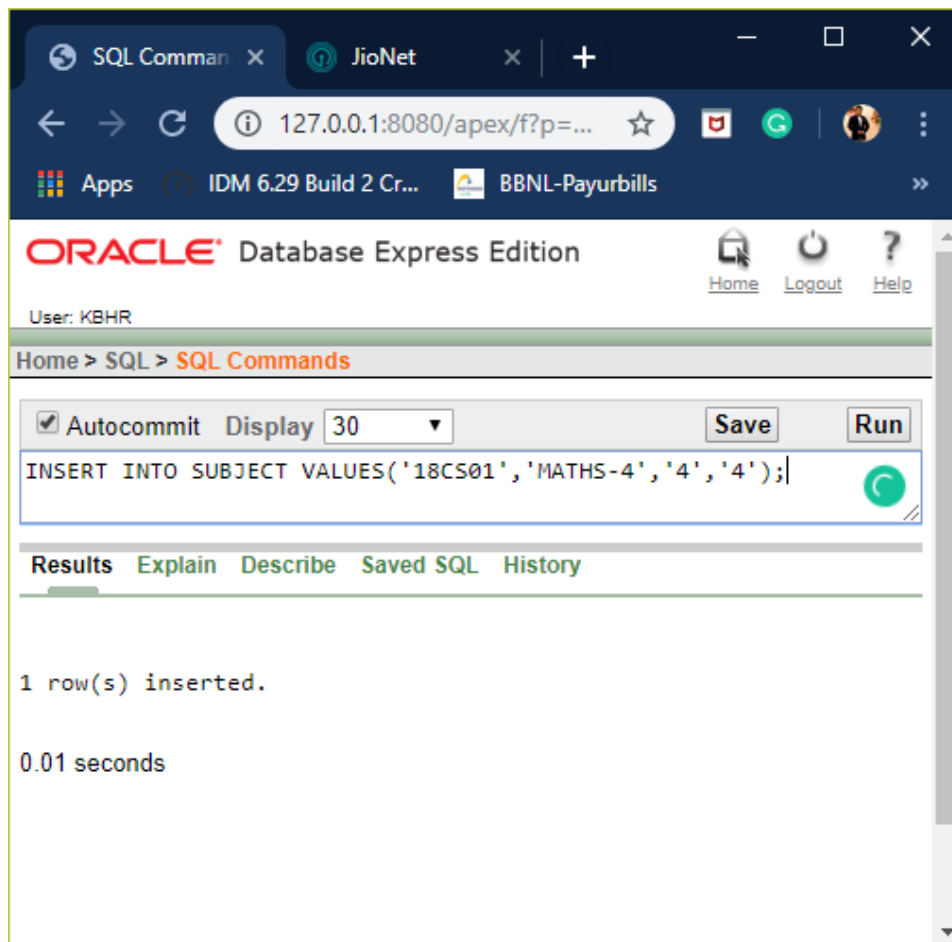 SQL Comman
JioNet
127.0.0.1:8080/apex/f?p=...
Apps IDM 6.29 Build 2 Cr... BBNL-Payurbills »
ORACLE Database Express Edition
Home Logout Help
User: KBHR
Home > SQL > SQL Commands
Autocommit Display 30 Save Run
INSERT INTO SUBJECT VALUES('18CS01','MATHS-4','4','4');
Results Explain Describe Saved SQL History
1 row(s) inserted.
0.01 seconds